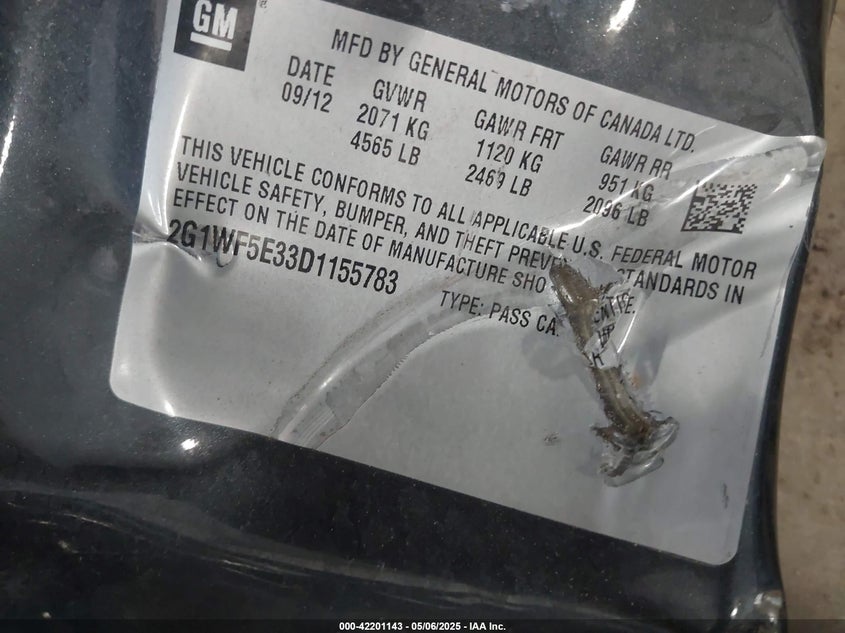 GM
MFD BY GENERAL MOTORS OF CANADA LTD.
DATE GVWR GAWR FRT GAWR RR
09/12 2071 KG 1120 KG 951 KG
4565 LB 2469 LB 2096 LB
THIS VEHICLE CONFORMS TO ALL APPLICABLE U.S. FEDERAL MOTOR
VEHICLE SAFETY, BUMPER, AND THEFT STANDARDS IN
EFFECT ON THE DATE OF MANUFACTURE
2G1WF5E33D1155783
TYPE: PASS
000-42201143 - 05/06/2025 - IAA Inc.